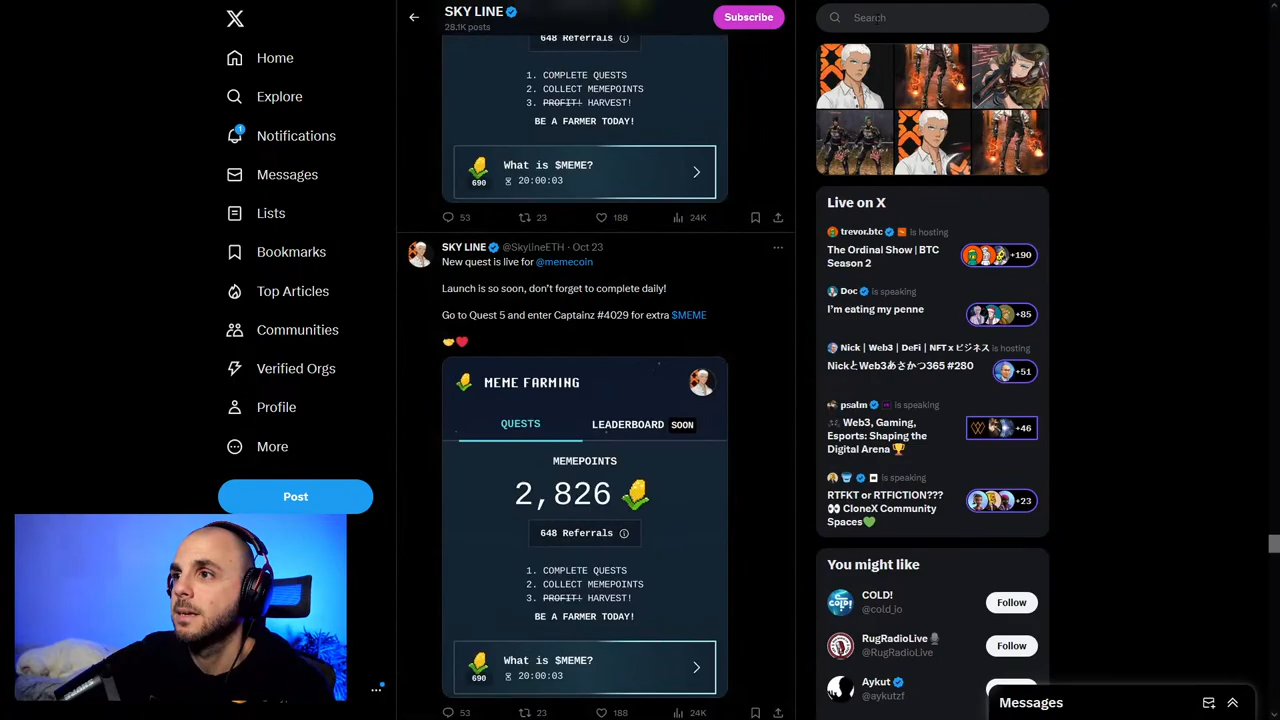 Home
Explore
1
Notifications
Messages
Lists
Bookmarks
Top Articles
Communities
Verified Orgs
Profile
More
Post
SKY LINE
28.1K posts
Subscribe
648 Referrals
1. COMPLETE QUESTS
2. COLLECT MEMEPOINTS
3. PROFIT! HARVEST!
BE A FARMER TODAY!
What is $MEME?
690
20:00:03
53 23 188 24K
SKY LINE @SkylineETH · Oct 23
New quest is live for @memecoin
Launch is so soon, don't forget to complete daily!
Go to Quest 5 and enter Captainz #4029 for extra $MEME
MEME FARMING
QUESTS LEADERBOARD SOON
MEMEPOINTS
2,826
648 Referrals
1. COMPLETE QUESTS
2. COLLECT MEMEPOINTS
3. PROFIT! HARVEST!
BE A FARMER TODAY!
What is $MEME?
690
20:00:03
53 23 188 24K
Search
Live on X
trevor.btc is hosting
The Ordinal Show | BTC
Season 2
+190
Doc is speaking
I'm eating my penne
+85
Nick | Web3 | DeFi | NFT x ビジネス is hosting
NickとWeb3あさかつ365 #280
+51
psalm is speaking
Web3, Gaming,
Esports: Shaping the
Digital Arena
+46
is speaking
RTFKT or RTFICTION???
CloneX Community
Spaces
+23
You might like
COLD!
@cold_io
Follow
RugRadioLive
@RugRadioLive
Follow
Aykut
@aykutzf
Messages